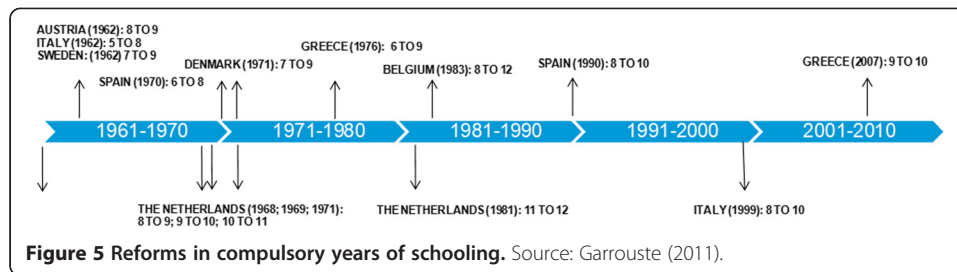 AUSTRIA (1962): 8 TO 9
ITALY (1962): 5 TO 8
SWEDEN: (1962) 7 TO 9
SPAIN (1970): 6 TO 8
DENMARK (1971): 7 TO 9
GREECE (1976): 6 TO 9
BELGIUM (1983): 8 TO 12
SPAIN (1990): 8 TO 10
GREECE (2007): 9 TO 10
1961-1970
1971-1980
1981-1990
1991-2000
2001-2010
THE NETHERLANDS (1968; 1969; 1971):
8 TO 9; 9 TO 10; 10 TO 11
THE NETHERLANDS (1981): 11 TO 12
ITALY (1999): 8 TO 10
Figure 5 Reforms in compulsory years of schooling. Source: Garrouste (2011).